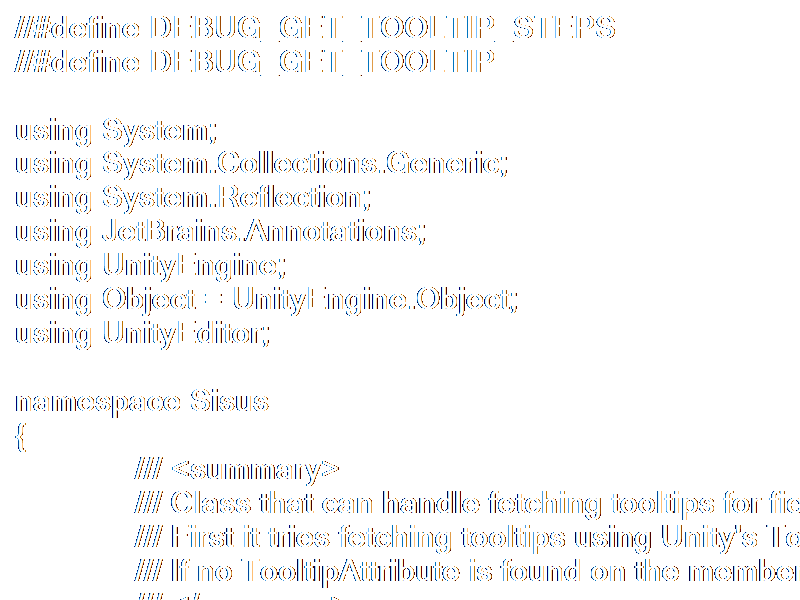 //#define DEBUG_GET_TOOLTIP_STEPS
//#define DEBUG_GET_TOOLTIP
using System;
using System.Collections.Generic;
using System.Reflection;
using JetBrains.Annotations;
using UnityEngine;
using Object = UnityEngine.Object;
using UnityEditor;
namespace Sisus
{
/// <summary>
/// Class that can handle fetching tooltips for fie
/// First it tries fetching tooltips using Unity's To
/// If no TooltipAttribute is found on the member